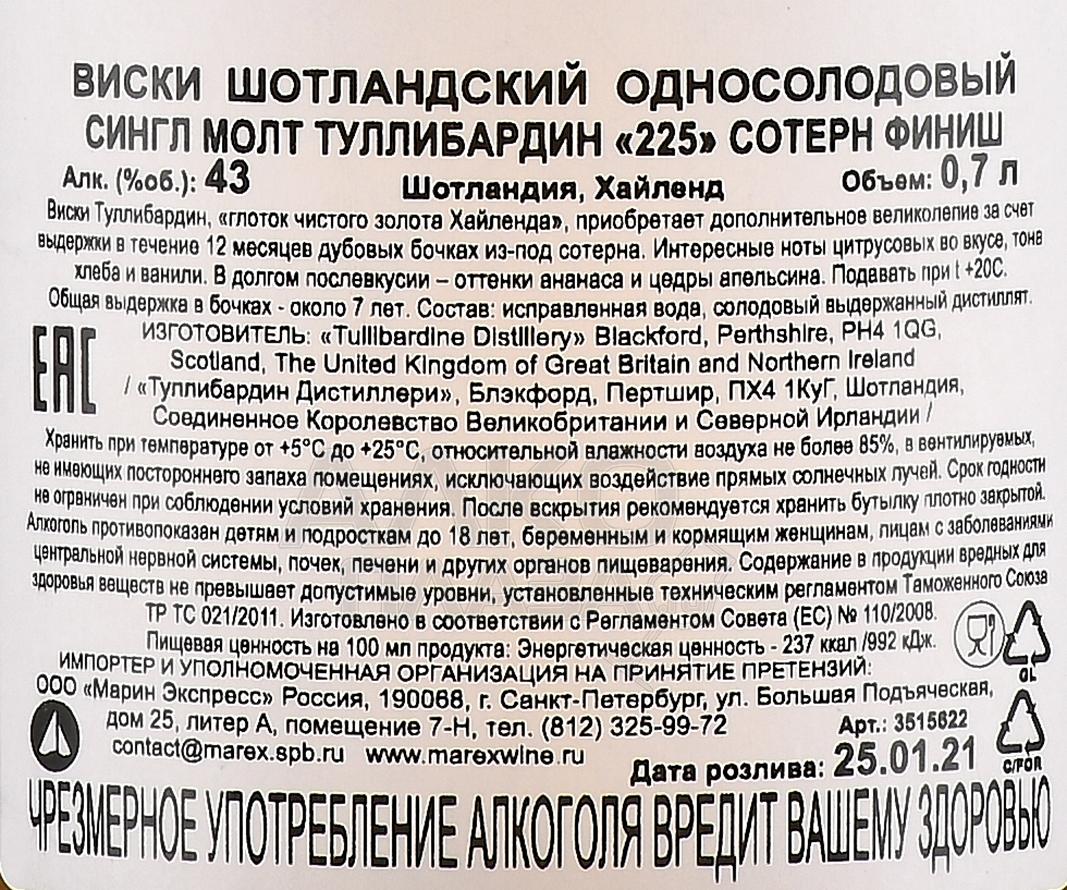 ВИСКИ ШОТЛАНДСКИЙ ОДНОСОЛОДОВЫЙ
СИНГЛ МОЛТ ТУЛЛИБАРДИН «225» СОТЕРН ФИНИШ
Алк. (%об.): 43 Шотландия, Хайленд Объем: 0,7 л
Виски Туллибардин, «глоток чистого золота Хайленда», приобретает дополнительное великолепие за счет
выдержки в течение 12 месяцев дубовых бочках из-под сотерна. Интересные ноты цитрусовых во вкусе, тона
хлеба и ванили. В долгом послевкусии – оттенки ананаса и цедры апельсина. Подавать при t +20С.
Общая выдержка в бочках - около 7 лет. Состав: исправленная вода, солодовый выдержанный дистиллят.
ИЗГОТОВИТЕЛЬ: «Tullibardine Distillery» Blackford, Perthshire, PH4 1QG,
Scotland, The United Kingdom of Great Britain and Northern Ireland
EAC / «Туллибардин Дистиллери», Блэкфорд, Пертшир, ПХ4 1КуГ, Шотландия,
Соединенное Королевство Великобритании и Северной Ирландии /
Хранить при температуре от +5°С до +25°С, относительной влажности воздуха не более 85%, в вентилируемых,
не имеющих постороннего запаха помещениях, исключающих воздействие прямых солнечных лучей. Срок годности
не ограничен при соблюдении условий хранения. После вскрытия рекомендуется хранить бутылку плотно закрытой.
Алкоголь противопоказан детям и подросткам до 18 лет, беременным и кормящим женщинам, лицам с заболеваниями
центральной нервной системы, почек, печени и других органов пищеварения. Содержание в продукции вредных для
здоровья веществ не превышает допустимые уровни, установленные техническим регламентом Таможенного Союза
ТР ТС 021/2011. Изготовлено в соответствии с Регламентом Совета (ЕС) № 110/2008.
Пищевая ценность на 100 мл продукта: Энергетическая ценность - 237 ккал /992 кДж.
ИМПОРТЕР И УПОЛНОМОЧЕННАЯ ОРГАНИЗАЦИЯ НА ПРИНЯТИЕ ПРЕТЕНЗИЙ:
GL
ООО «Марин Экспресс» Россия, 190068, г. Санкт-Петербург, ул. Большая Подъяческая,
дом 25, литер А, помещение 7-Н, тел. (812) 325-99-72 Арт.: 3515622
contact@marex.spb.ru www.marexwine.ru
Дата розлива: 25.01.21 C/FOR
ЧРЕЗМЕРНОЕ УПОТРЕБЛЕНИЕ АЛКОГОЛЯ ВРЕДИТ ВАШЕМУ ЗДОРОВЬЮ